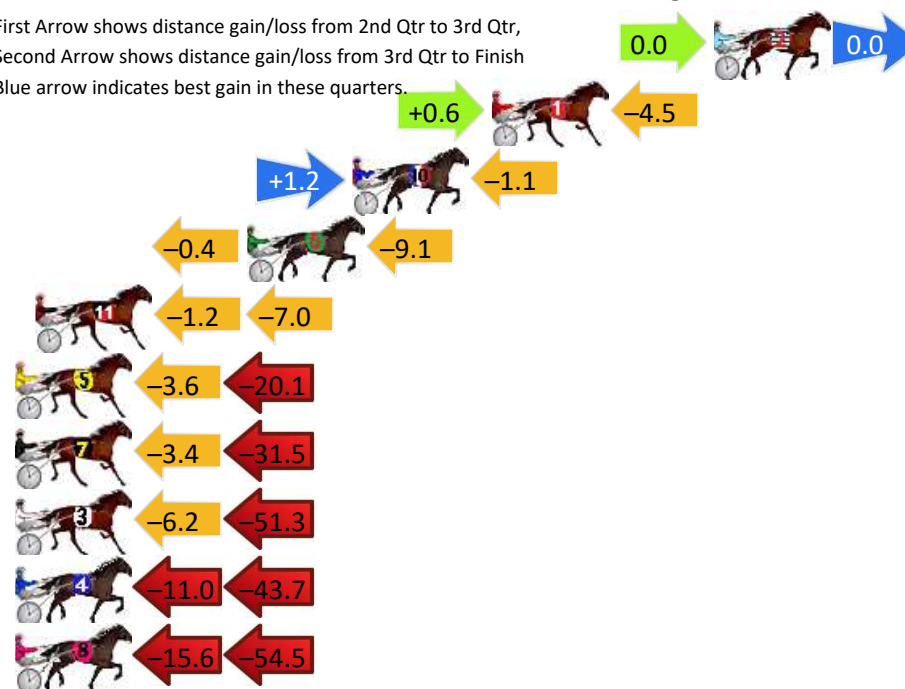 First Arrow shows distance gain/loss from 2nd Qtr to 3rd Qtr,
Second Arrow shows distance gain/loss from 3rd Qtr to Finish
Blue arrow indicates best gain in these quarters.
0.0 2 0.0
+0.6 1 –4.5
+1.2 10 –1.1
–0.4 6 –9.1
11 –1.2 –7.0
5 –3.6 –20.1
7 –3.4 –31.5
3 –6.2 –51.3
4 –11.0 –43.7
8 –15.6 –54.5